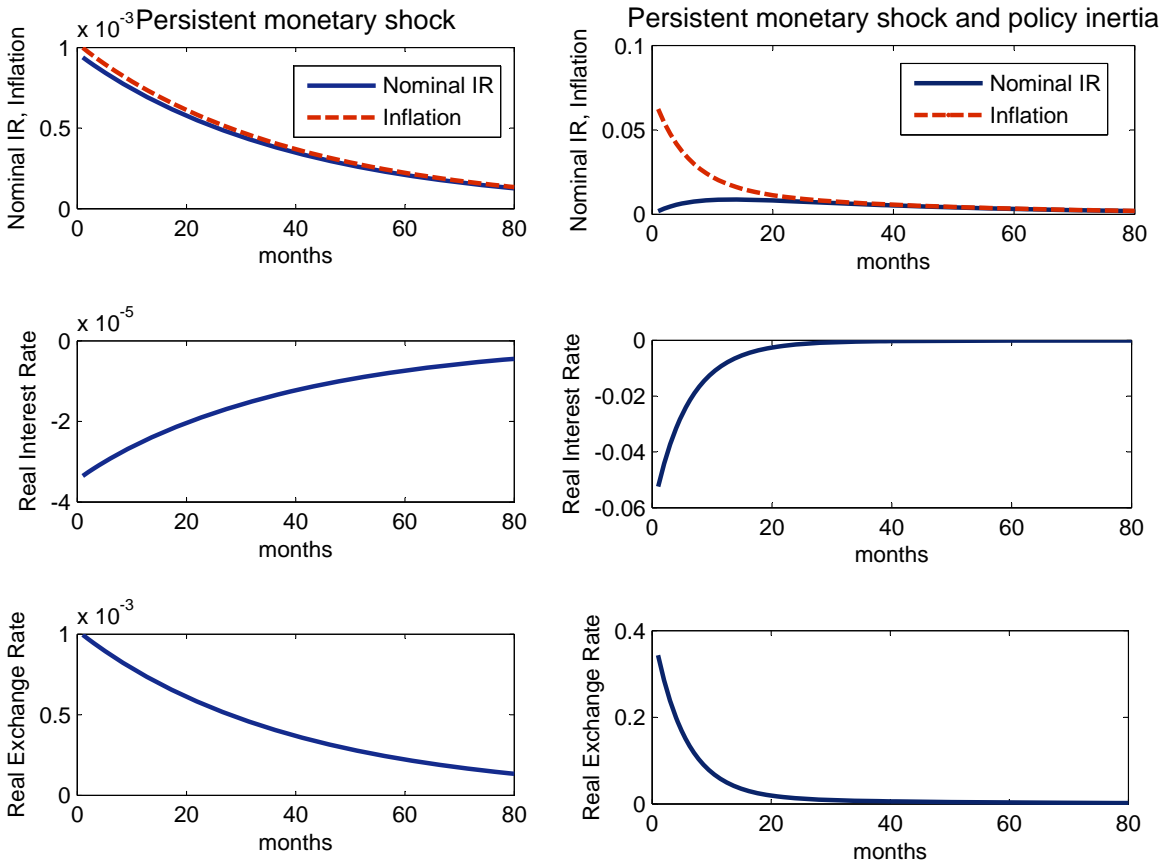 Persistent monetary shock
x 10^-3
Nominal IR, Inflation
1
0.5
0
Nominal IR
Inflation
0 20 40 60 80
months
Persistent monetary shock and policy inertia
Nominal IR, Inflation
0.1
0.05
0
Nominal IR
Inflation
0 20 40 60 80
months
x 10^-5
Real Interest Rate
0
-2
-4
0 20 40 60 80
months
Real Interest Rate
0
-0.02
-0.04
-0.06
0 20 40 60 80
months
x 10^-3
Real Exchange Rate
1
0.5
0
0 20 40 60 80
months
Real Exchange Rate
0.4
0.2
0
0 20 40 60 80
months